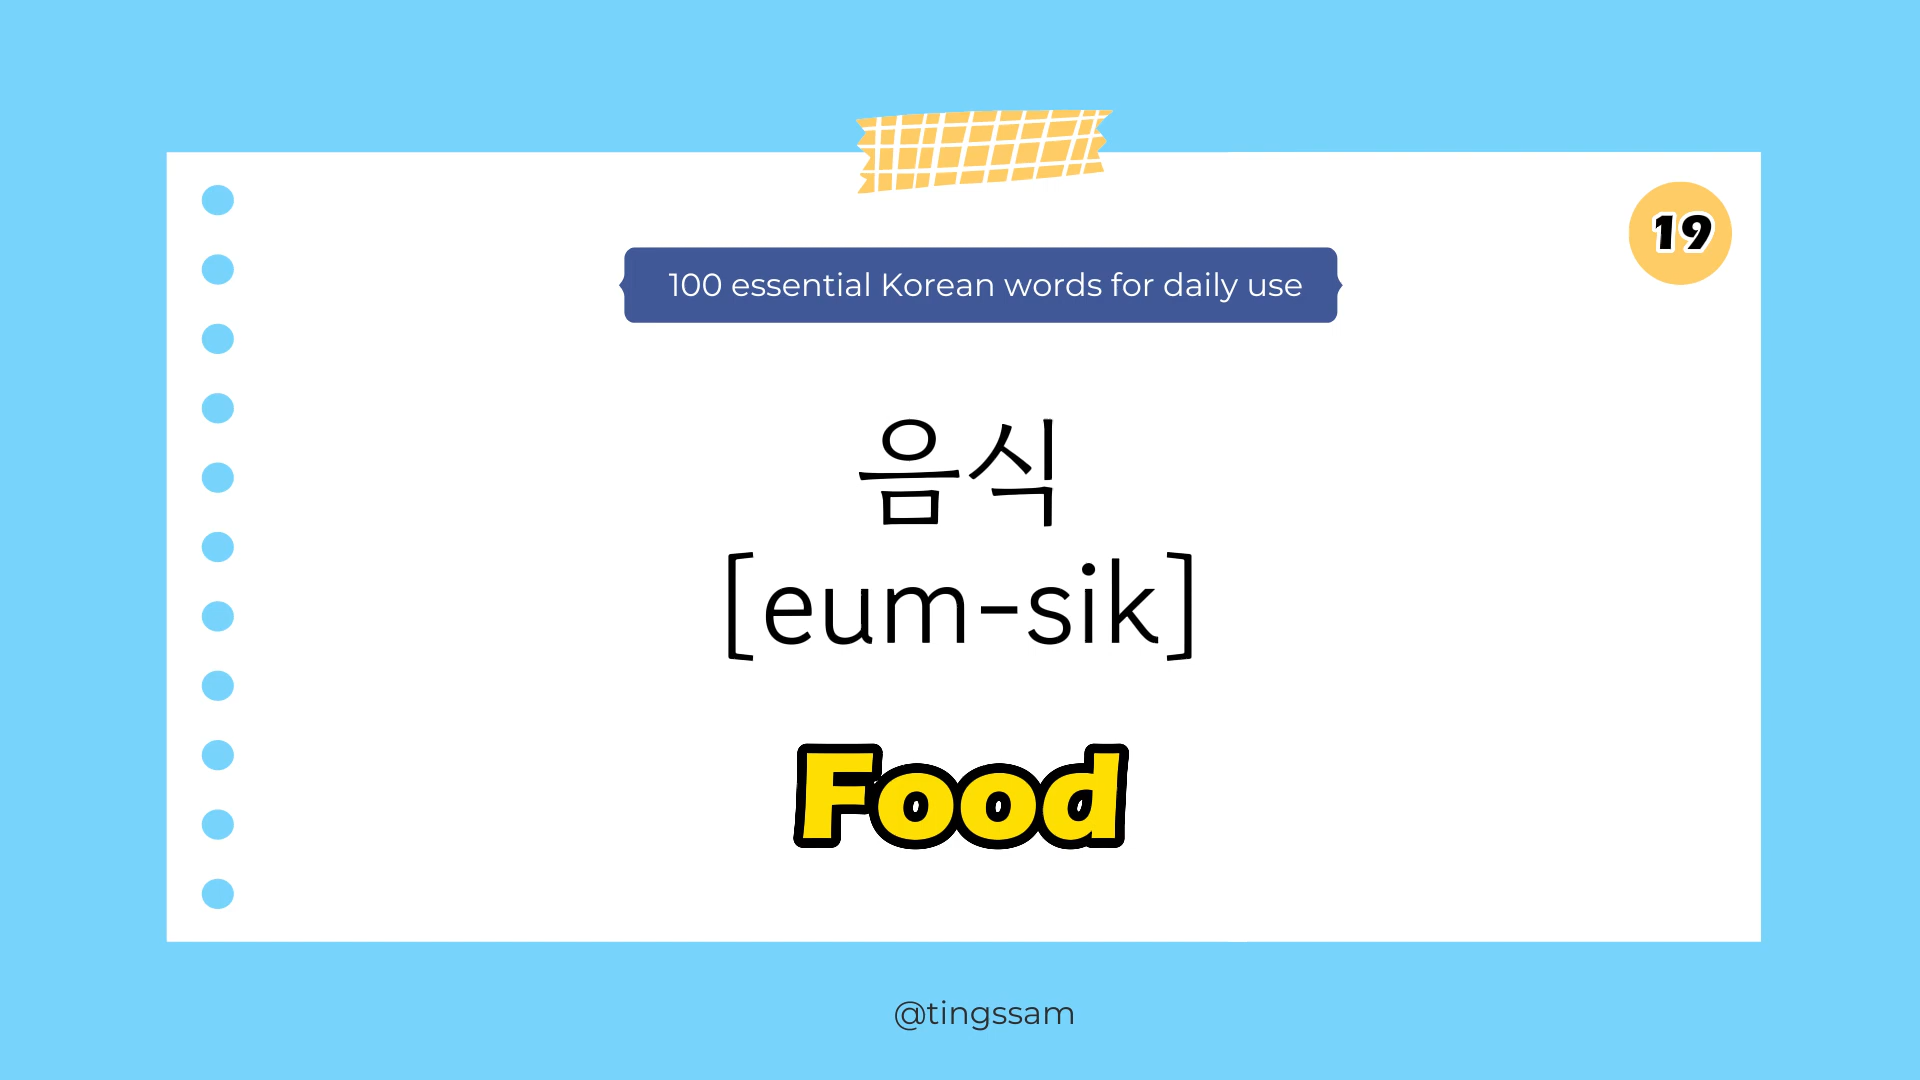 19
100 essential Korean words for daily use
음식
[eum-sik]
Food
@tingssam